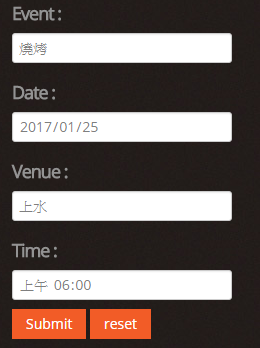 Event :
燒烤
Date :
2017/01/25
Venue :
上水
Time :
上午 06:00
Submit reset